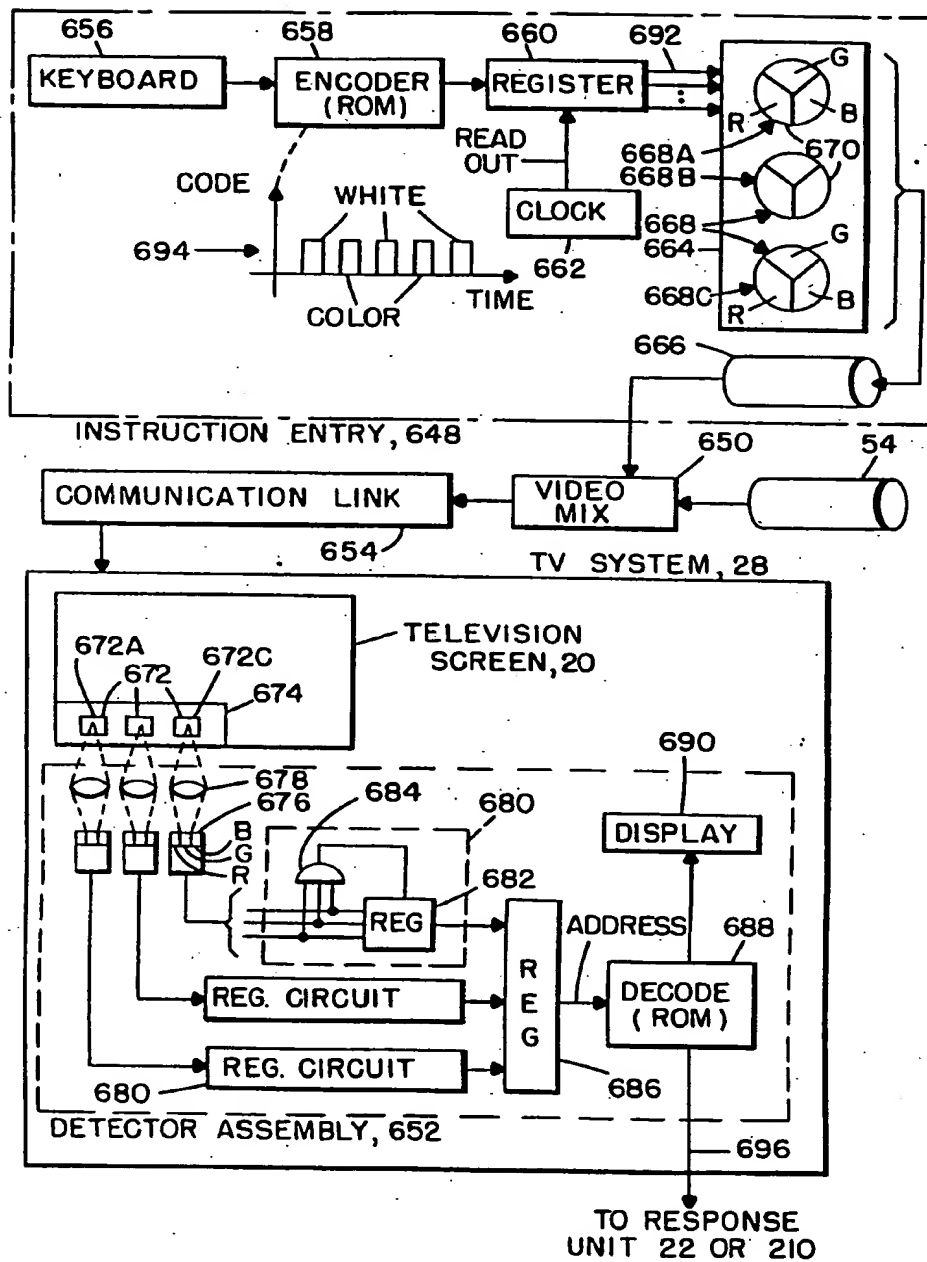 656
658
660
692
KEYBOARD
ENCODER
(ROM)
REGISTER
G
R
B
READ
OUT
668A
670
668B
CODE
WHITE
CLOCK
668
694
662
664
G
TIME
668C
R
B
COLOR
666
INSTRUCTION ENTRY, 648
650
54
COMMUNICATION LINK
VIDEO
MIX
654
TV SYSTEM, 28
TELEVISION
SCREEN, 20
672A
672
672C
674
690
678
684
680
676
DISPLAY
B
G
R
682
REG
ADDRESS
688
REG
DECODE
(ROM)
REG. CIRCUIT
REG. CIRCUIT
680
686
DETECTOR ASSEMBLY, 652
696
TO RESPONSE
UNIT 22 OR 210